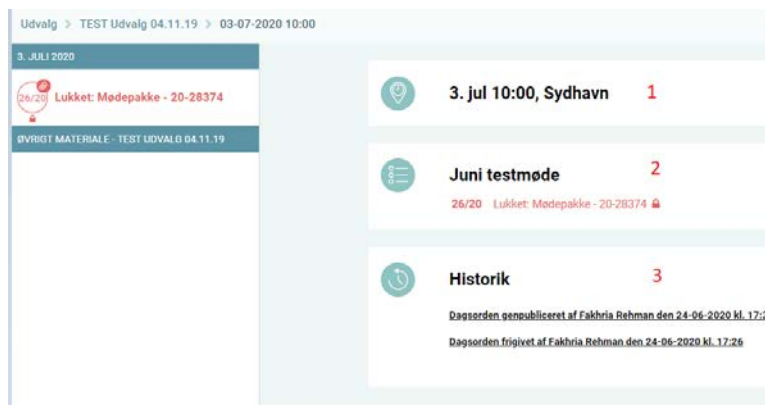 Udvalg > TEST Udvalg 04.11.19 > 03-07-2020 10:00
3. JULI 2020
26/20 Lukket: Mødepakke - 20-28374
ØVRIGT MATERIALE - TEST UDVALG 04.11.19
3. jul 10:00, Sydhavn 1
Juni testmøde 2
26/20 Lukket: Mødepakke - 20-28374
Historik 3
Dagsorden genpubliceret af Fakhria Rehman den 24-06-2020 kl.
Dagsorden frigivet af Fakhria Rehman den 24-06-2020 kl. 17:26